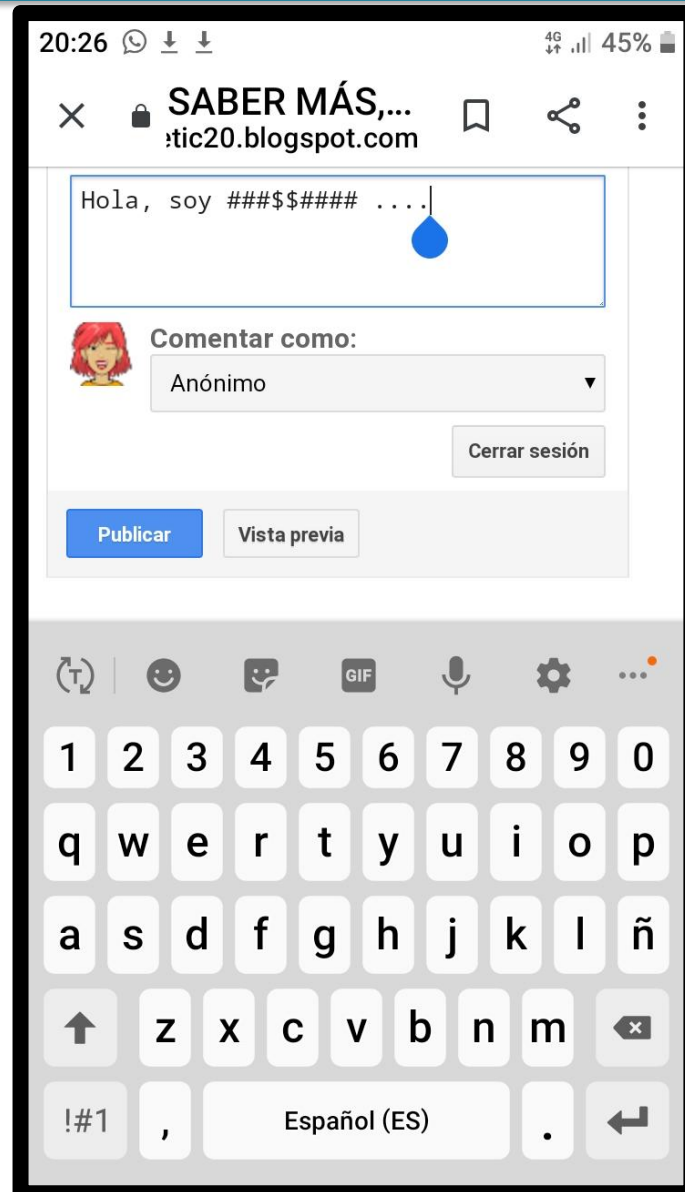 20:26 4G 45%
SABER MÁS,...
etic20.blogspot.com
Hola, soy ###$$#### ....
Comentar como:
Anónimo
Cerrar sesión
Publicar Vista previa
T GIF ...
1 2 3 4 5 6 7 8 9 0
q w e r t y u i o p
a s d f g h j k l ñ
z x c v b n m
!#1 , Español (ES) .